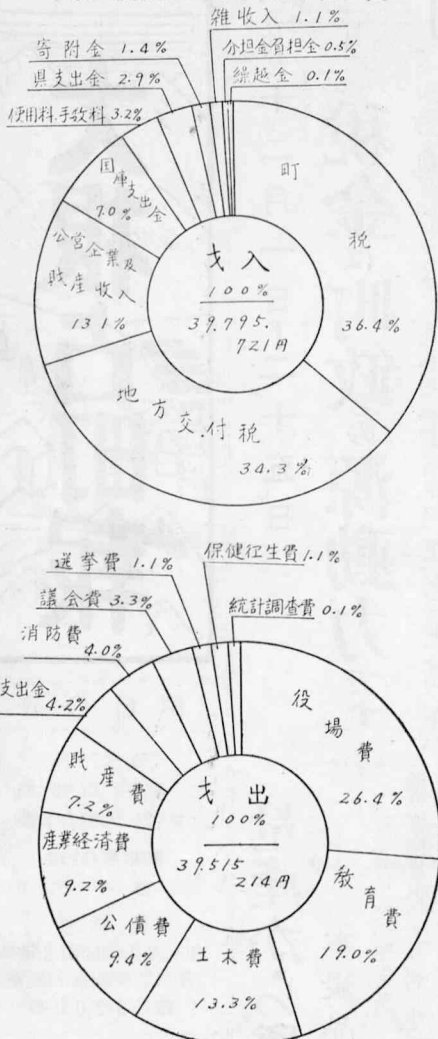 雑収入 1.1%
寄附金 1.4%
分担金負担金 0.5%
県支出金 2.9%
繰越金 0.1%
使用料.手数料 3.2%
国庫支出金
7.0%
公営企業及
財産収入
13.1%
町税
36.4%
地方交付税
34.3%
才入
100%
39.795.
721円
選挙費 1.1%
保健衛生費 1.1%
議会費 3.3%
統計調査費 0.1%
消防費
4.0%
支出金
4.2%
財産費
7.2%
産業経済費
9.2%
公債費
9.4%
土木費
13.3%
教育費
19.0%
役場費
26.4%
才出
100%
39.515
214円